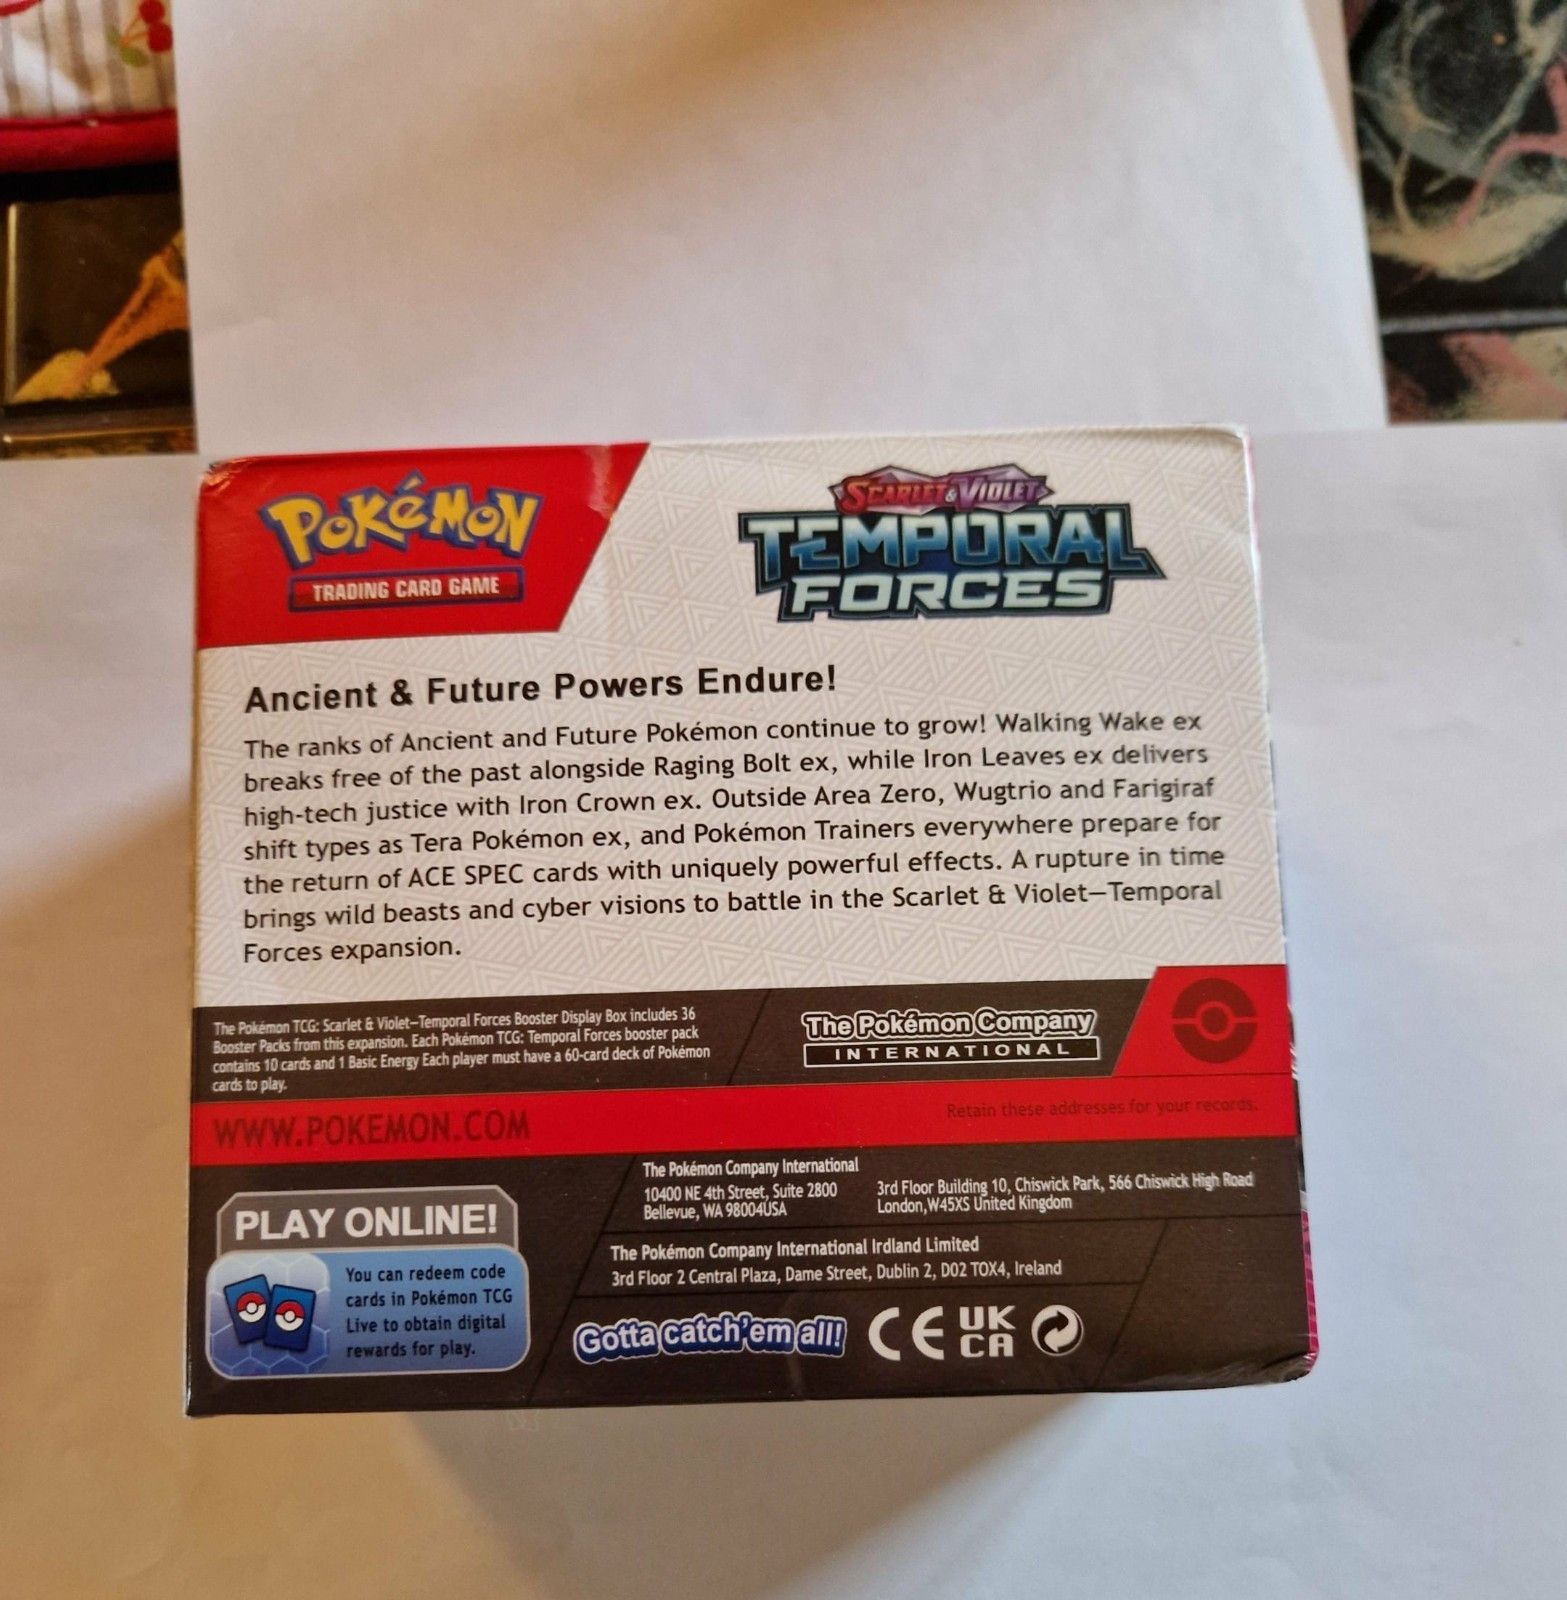 POKéMON
TRADING CARD GAME
SCARLET & VIOLET
TEMPORAL
FORCES
Ancient & Future Powers Endure!
The ranks of Ancient and Future Pokémon continue to grow! Walking Wake ex
breaks free of the past alongside Raging Bolt ex, while Iron Leaves ex delivers
high-tech justice with Iron Crown ex. Outside Area Zero, Wugtrio and Farigiraf
shift types as Tera Pokémon ex, and Pokémon Trainers everywhere prepare for
the return of ACE SPEC cards with uniquely powerful effects. A rupture in time
brings wild beasts and cyber visions to battle in the Scarlet & Violet—Temporal
Forces expansion.
The Pokémon TCG: Scarlet & Violet—Temporal Forces Booster Display Box includes 36
Booster Packs from this expansion. Each Pokémon TCG: Temporal Forces booster pack
contains 10 cards and 1 Basic Energy Each player must have a 60-card deck of Pokémon
cards to play.
The Pokémon Company
INTERNATIONAL
WWW.POKEMON.COM
Retain these addresses for your records.
PLAY ONLINE!
You can redeem code
cards in Pokémon TCG
Live to obtain digital
rewards for play.
The Pokémon Company International
10400 NE 4th Street, Suite 2800
Bellevue, WA 98004USA
3rd Floor Building 10, Chiswick Park, 566 Chiswick High Road
London,W45XS United Kingdom
The Pokémon Company International Irdland Limited
3rd Floor 2 Central Plaza, Dame Street, Dublin 2, D02 TOX4, Ireland
Gotta catch'em all!
CE
UK
CA